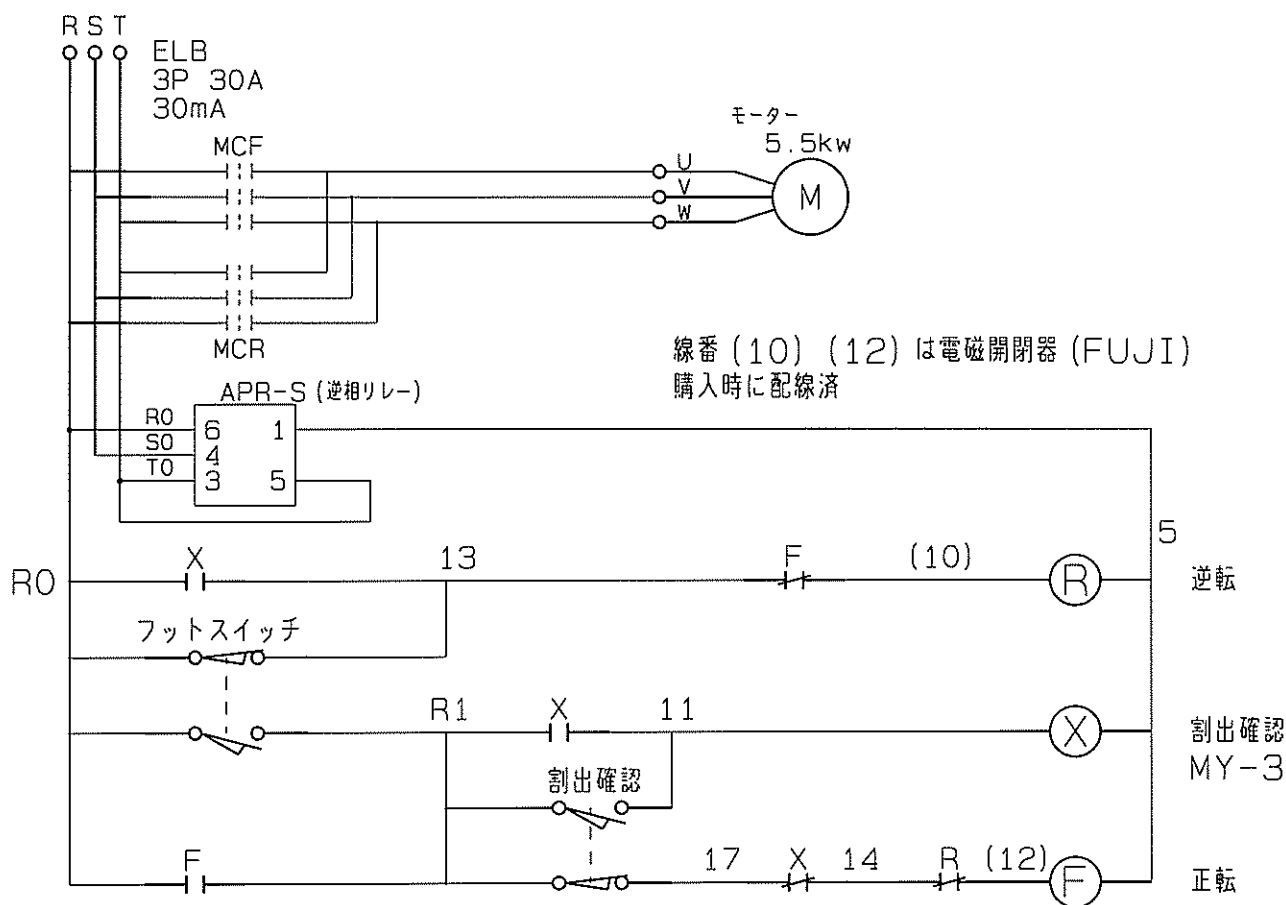 R S T
ELB
3P 30A
30mA
MCF
モーター
5.5kw
U
V
W
M
MCR
線番(10) (12)は電磁開閉器(FUJI)
購入時に配線済
APR-S(逆相リレー)
R0 6 1
S0 4
T0 3 5
5
R0 X 13 F (10) R 逆転
フットスイッチ
R1 X 11 X 割出確認
MY-3
割出確認
F 17 X 14 R (12) F 正転